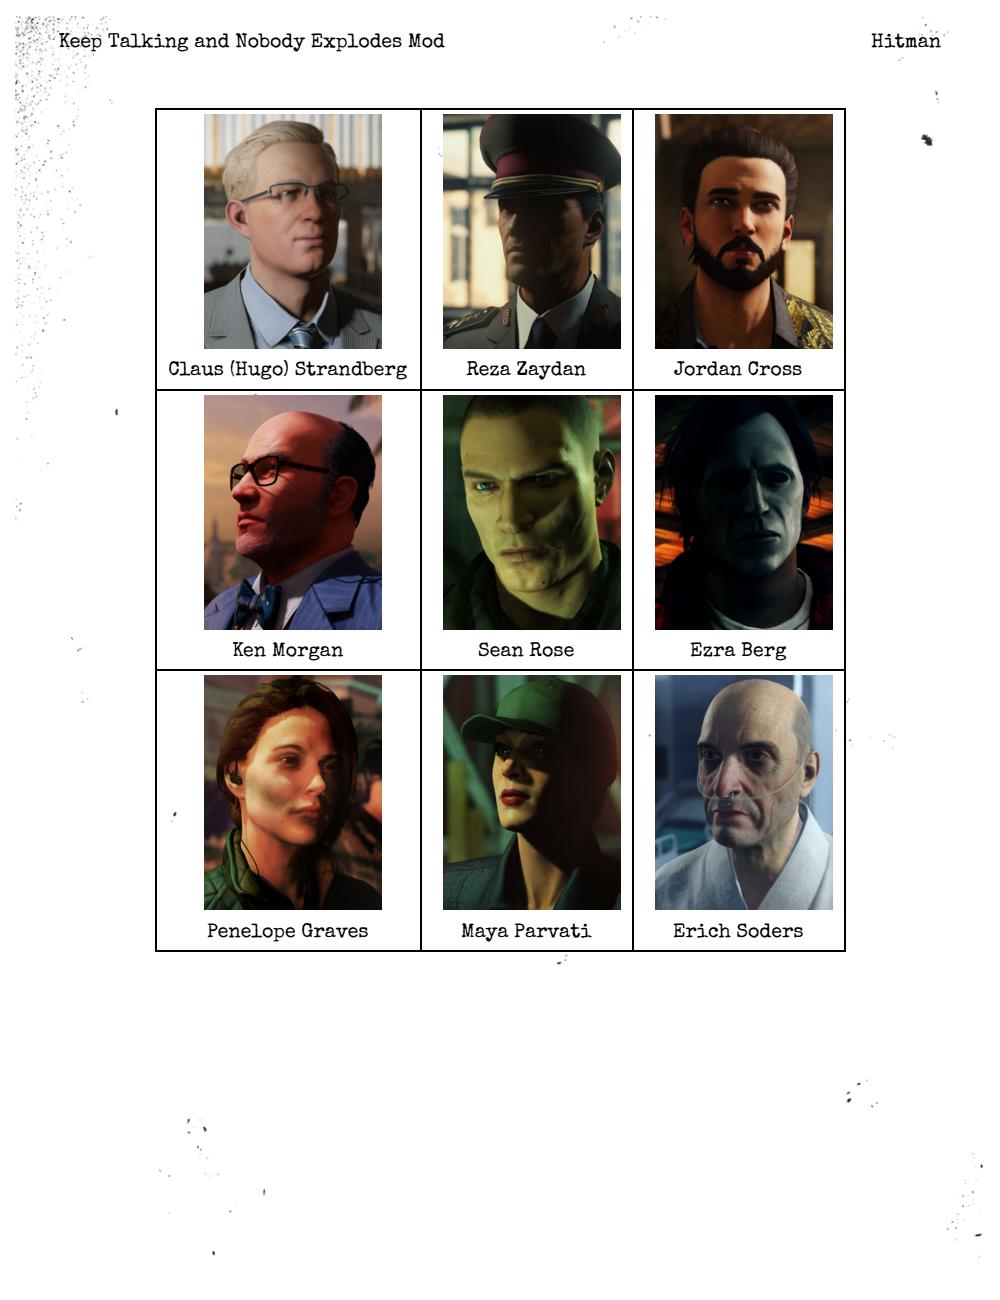 Keep Talking and Nobody Explodes Mod Hitman
Claus (Hugo) Strandberg Reza Zaydan Jordan Cross
Ken Morgan Sean Rose Ezra Berg
Penelope Graves Maya Parvati Erich Soders